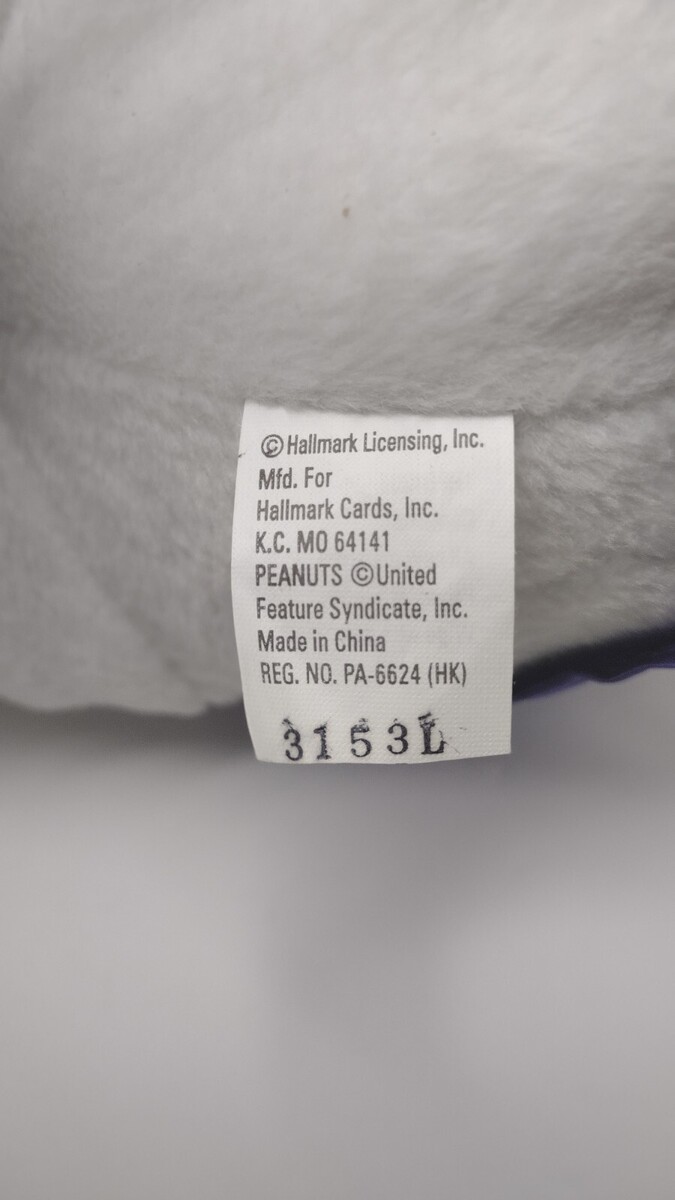 ©Hallmark Licensing, Inc.
Mfd. For
Hallmark Cards, Inc.
K.C. MO 64141
PEANUTS ©United
Feature Syndicate, Inc.
Made in China
REG. NO. PA-6624 (HK)
3153L